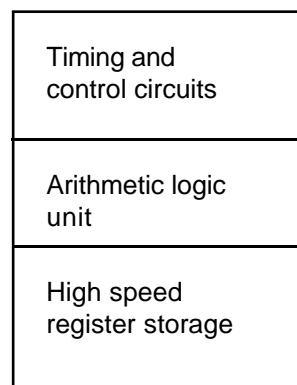 Timing and
control circuits
Arithmetic logic
unit
High speed
register storage